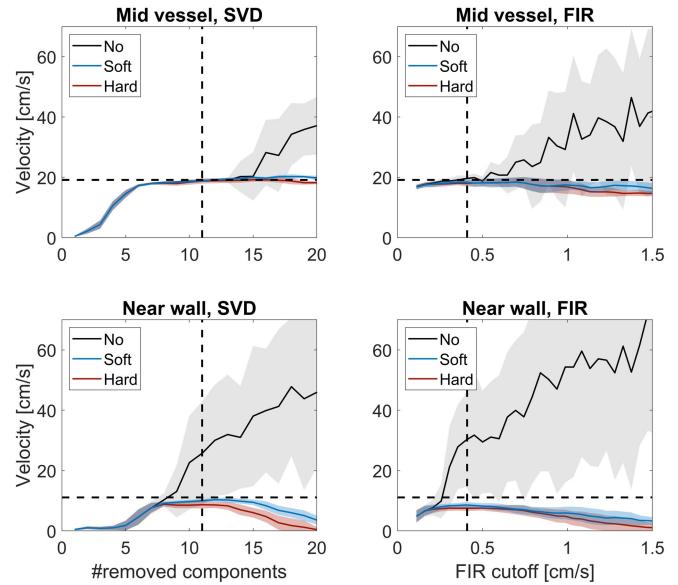 Mid vessel, SVD
Velocity [cm/s]
60
40
20
0
No
Soft
Hard
0 5 10 15 20
Mid vessel, FIR
60
40
20
0
No
Soft
Hard
0 0.5 1 1.5
Near wall, SVD
Velocity [cm/s]
60
40
20
0
No
Soft
Hard
0 5 10 15 20
#removed components
Near wall, FIR
60
40
20
0
No
Soft
Hard
0 0.5 1 1.5
FIR cutoff [cm/s]